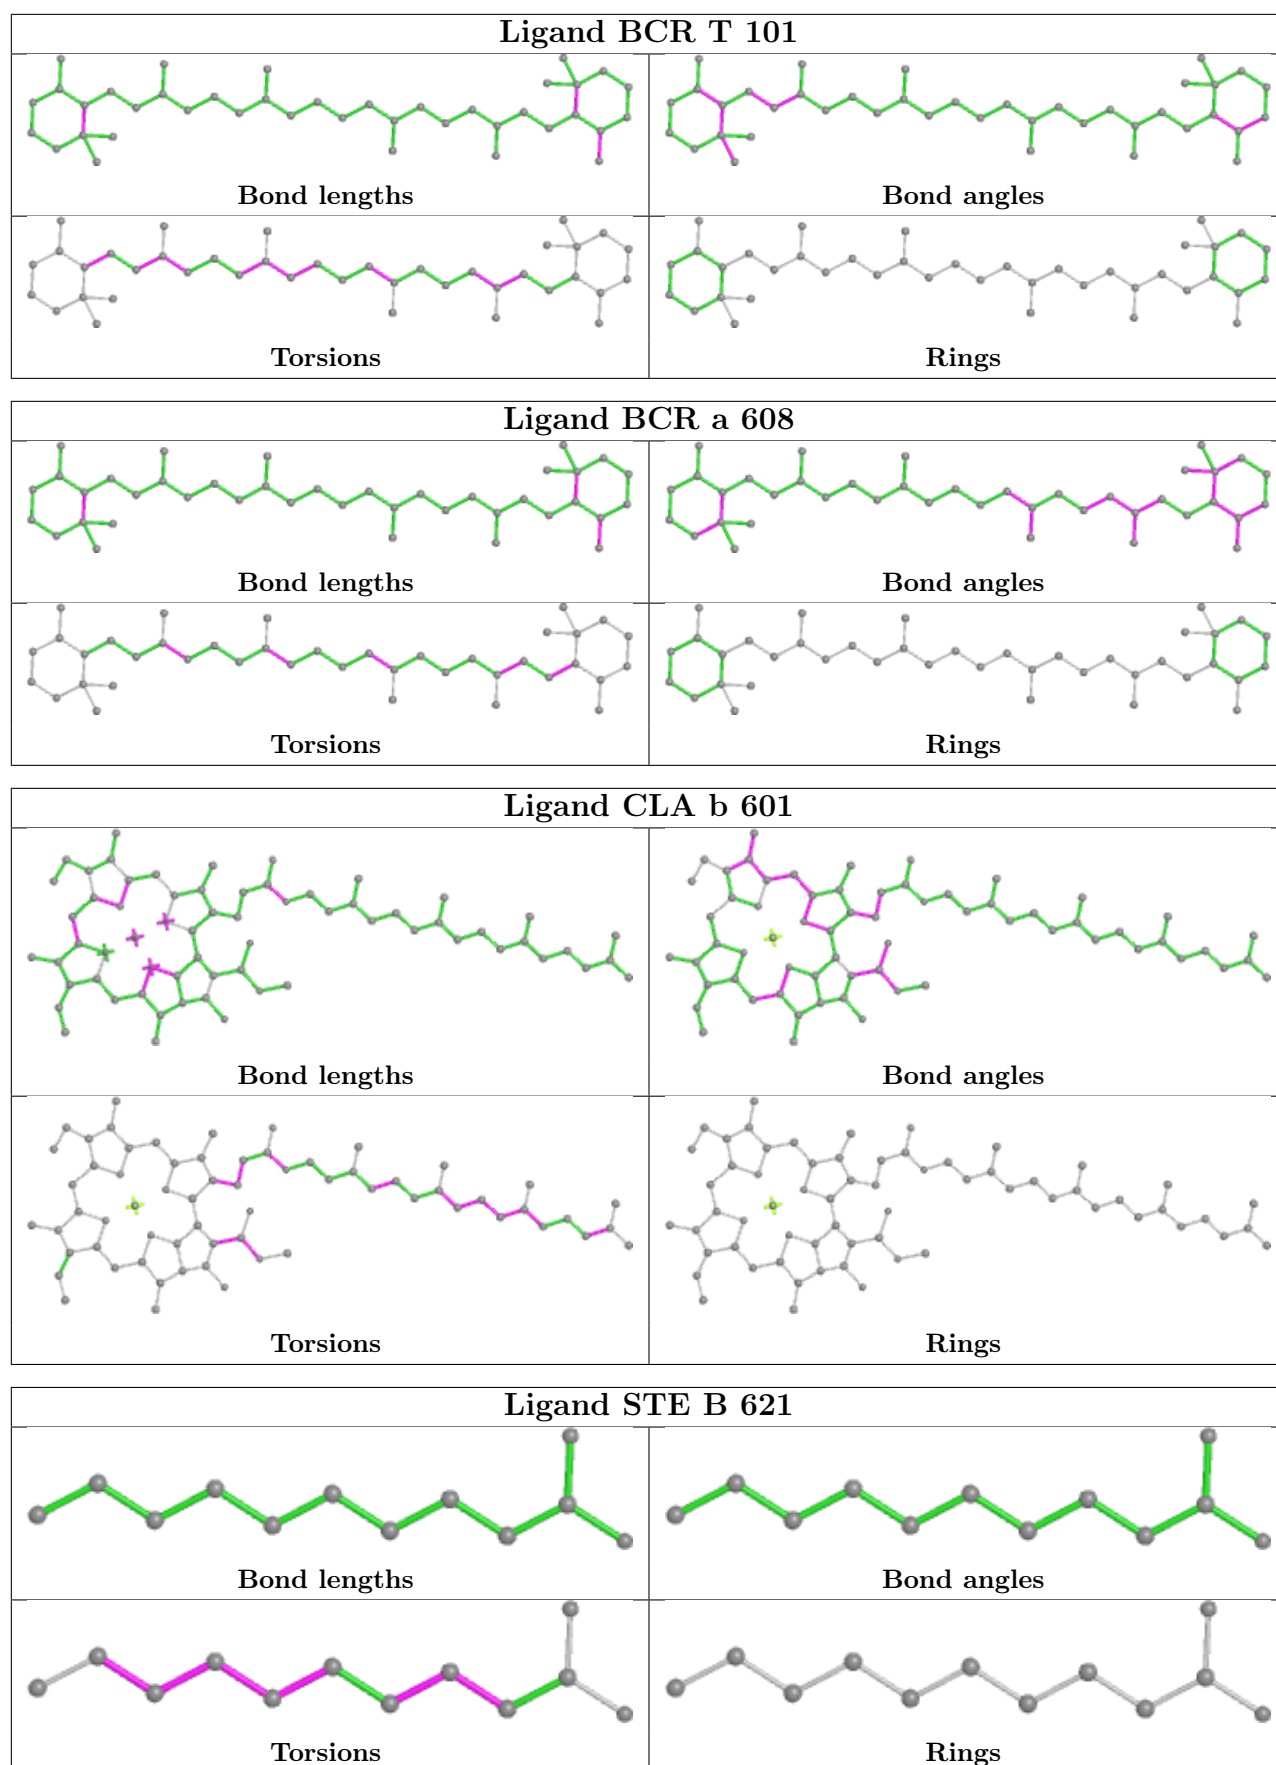 Ligand BCR T 101
Bond lengths
Bond angles
Torsions
Rings
Ligand BCR a 608
Bond lengths
Bond angles
Torsions
Rings
Ligand CLA b 601
Bond lengths
Bond angles
Torsions
Rings
Ligand STE B 621
Bond lengths
Bond angles
Torsions
Rings